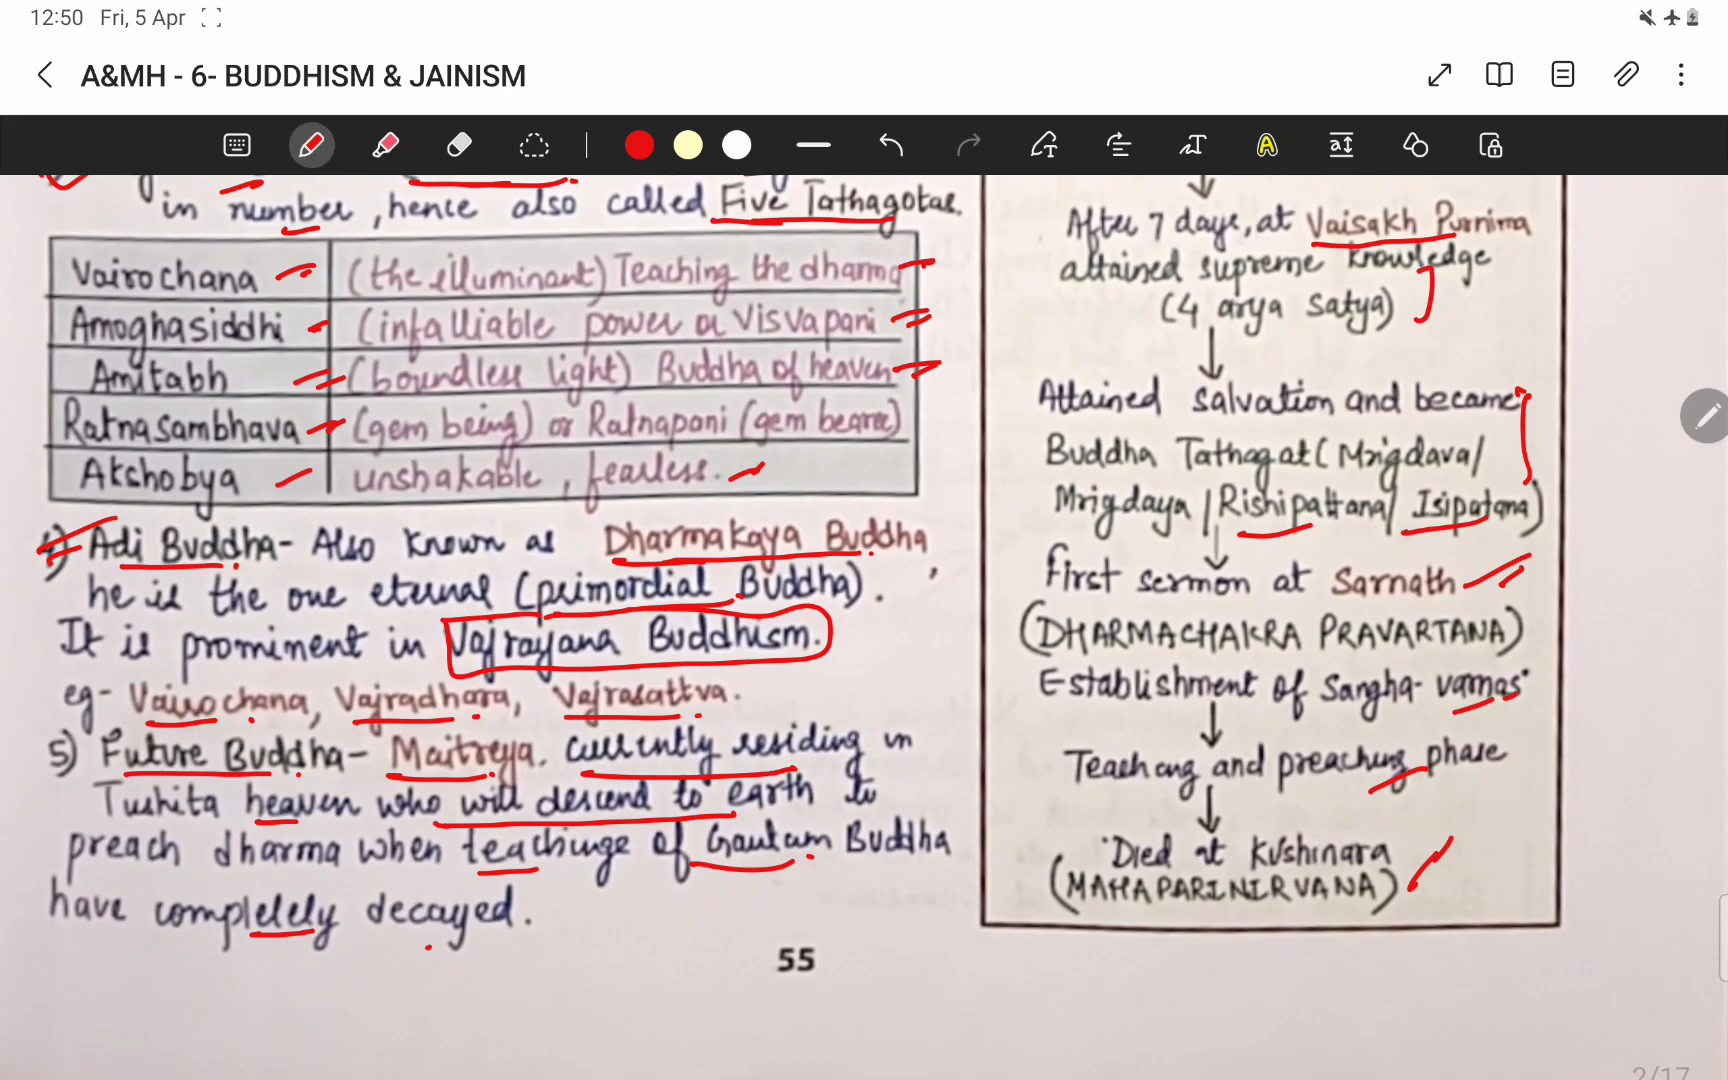 12:50 Fri, 5 Apr
A&MH - 6- BUDDHISM & JAINISM
in number, hence also called Five Tathagotas.
Vairochana (the illuminant) Teaching the dharma
Amoghasiddhi (infalliable power or Visvapani
Amitabh (boundless light) Buddha of heaven
Ratnasambhava (gem being) or Ratnapani (gem bearer)
Akshobya unshakable, fearless.
4) Adi Buddha- Also known as Dharmakaya Buddha,
he is the one eternal (primordial Buddha).
It is prominent in Vajrayana Buddhism.
eg- Vairochana, Vajradhara, Vajrasattva.
5) Future Buddha- Maitreya. Currently residing in
Tushita heaven who will descend to earth to
preach dharma when teachings of Gautam Buddha
have completely decayed.
After 7 days, at Vaisakh Purnima
attained supreme knowledge
(4 arya satya)
Attained salvation and became
Buddha Tathagat (Mrigdava/
Mrigdaya/Rishipattana/Isipatana)
First sermon at Sarnath
(DHARMACHAKRA PRAVARTANA)
Establishment of Sangha- varnas
Teaching and preaching phase
Died at Kushinara
(MAHAPARINIRVANA)
55
2/17